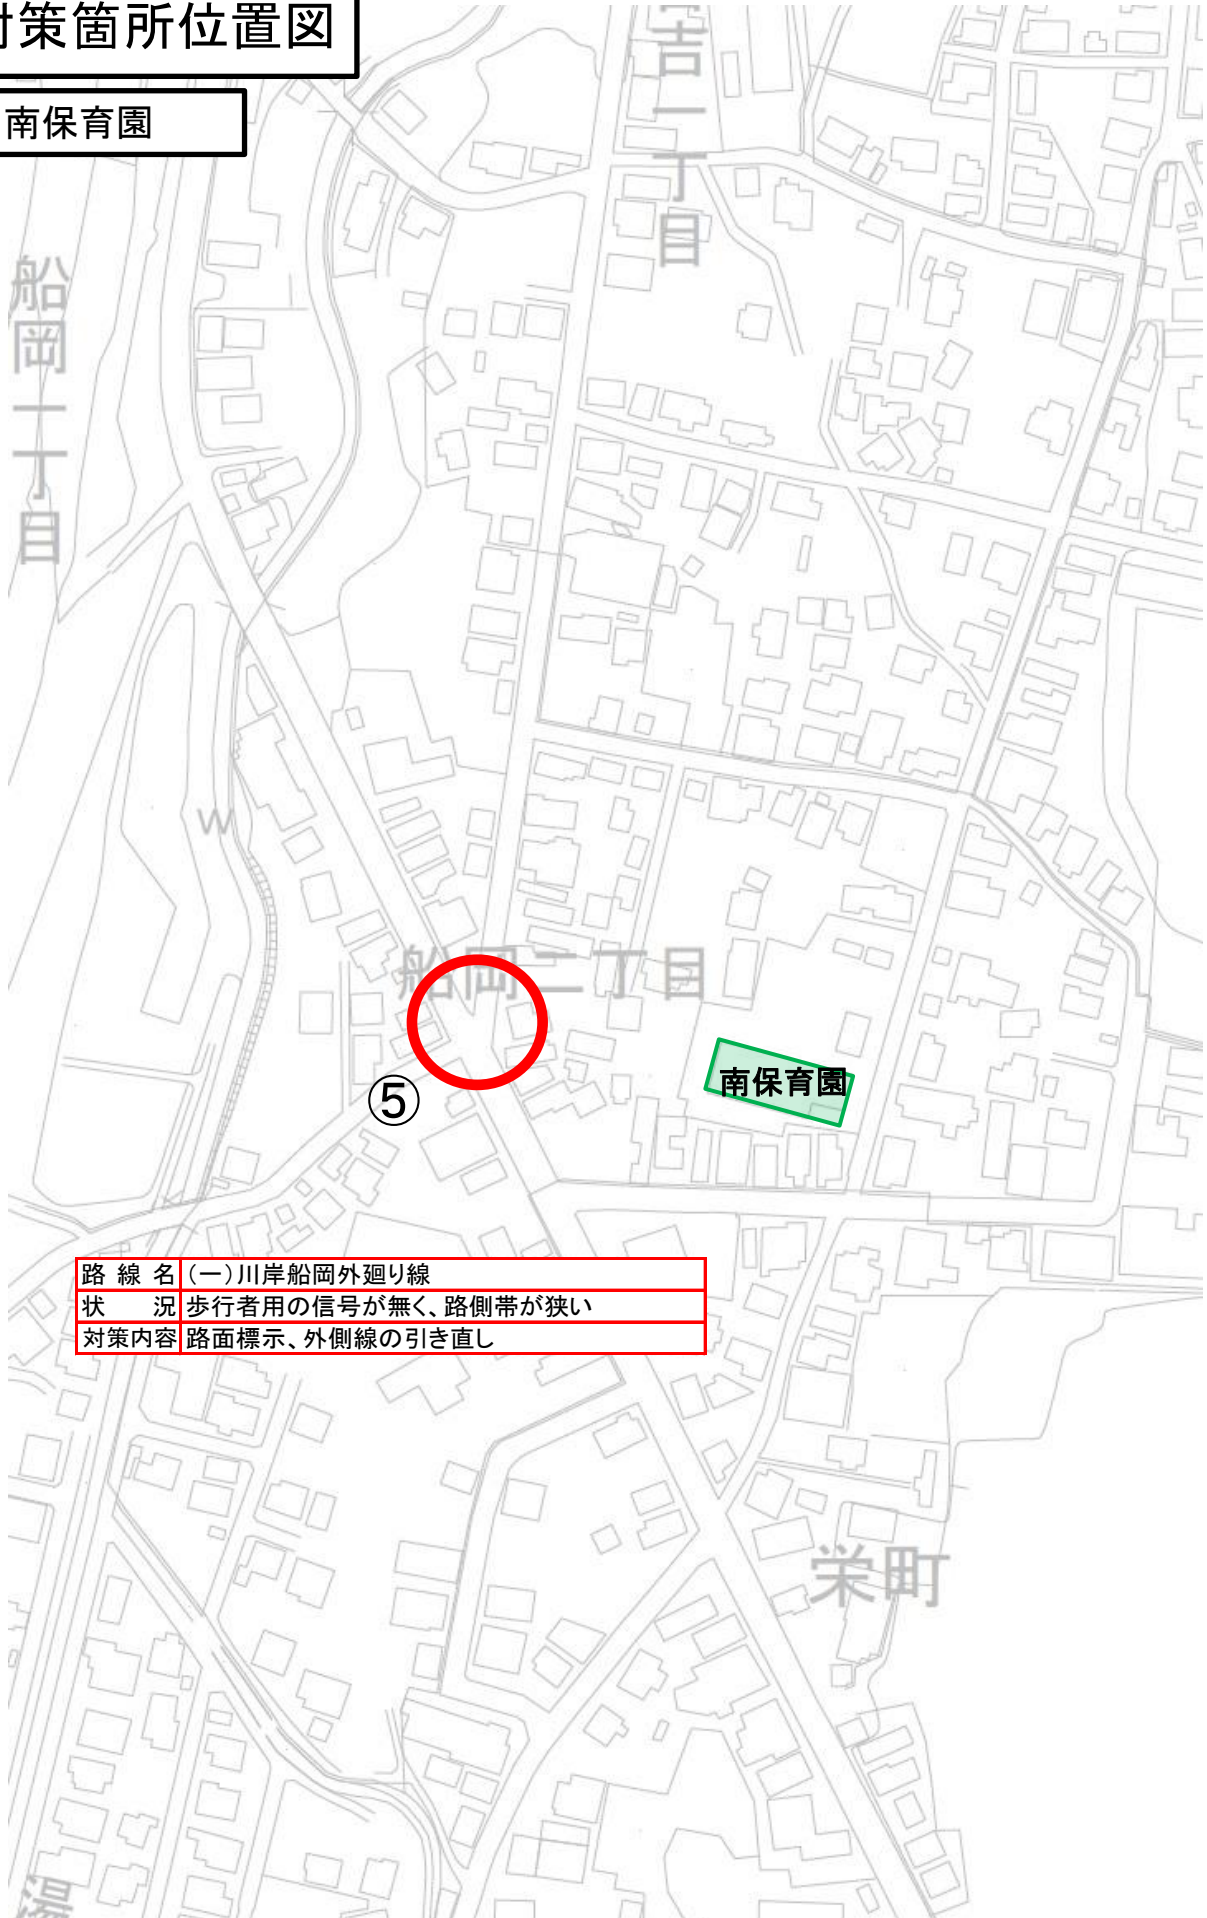 対策箇所位置図
南保育園
吉一丁目
船岡一丁目
W
船岡二丁目
南保育園
⑤
路線名 (一)川岸船岡外廻り線
状況 歩行者用の信号が無く、路側帯が狭い
対策内容 路面標示、外側線の引き直し
栄町
湯